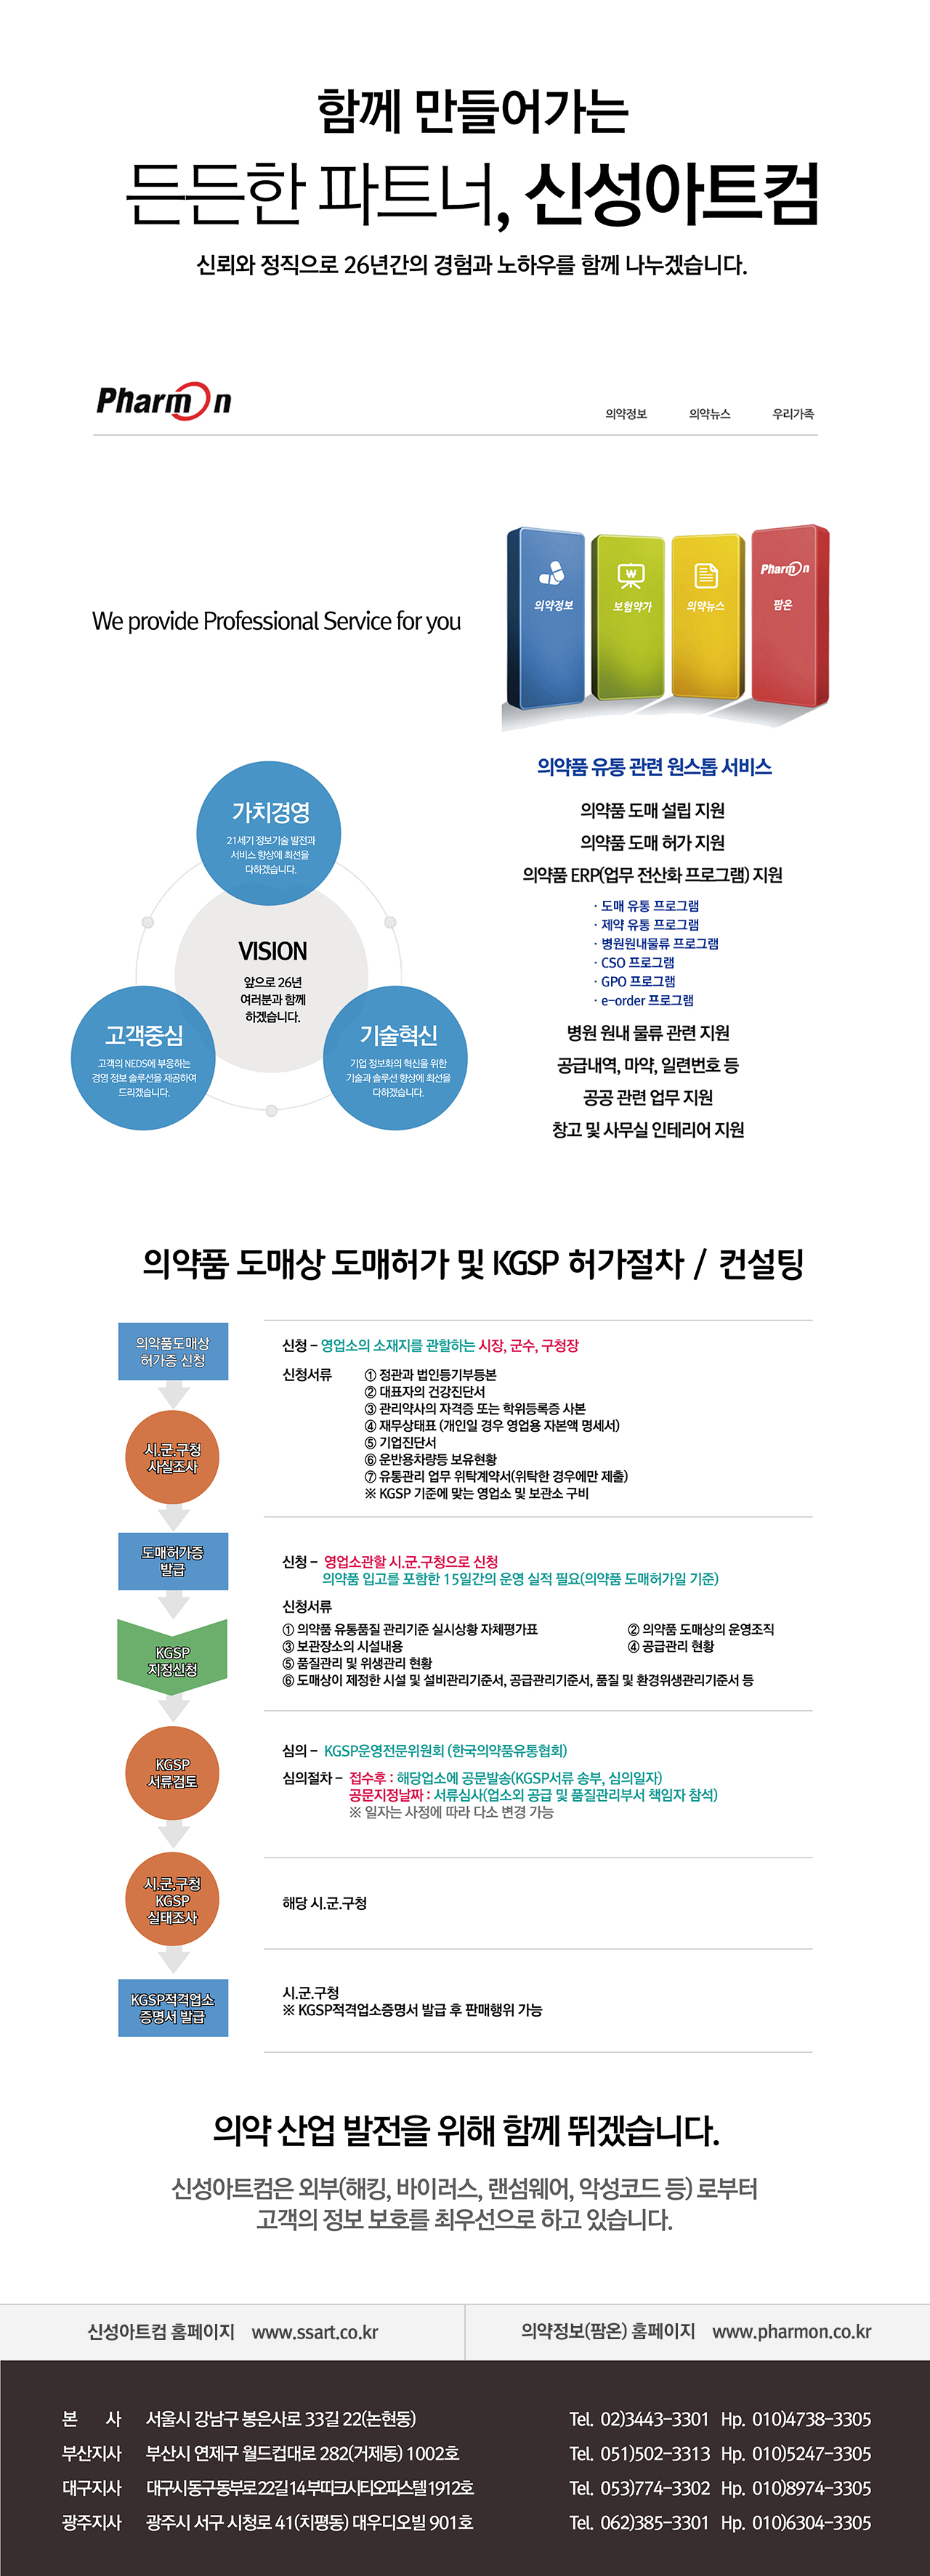 함께 만들어가는
든든한 파트너, 신성아트컴
신뢰와 정직으로 26년간의 경험과 노하우를 함께 나누겠습니다.
PharmOn
의약정보 의약뉴스 우리가족
의약정보
보험약가
의약뉴스
PharmOn
팜온
We provide Professional Service for you
가치경영
21세기 정보기술 발전과
서비스 향상에 최선을
다하겠습니다.
VISION
앞으로 26년
여러분과 함께
하겠습니다.
고객중심
고객의 NEDS에 부응하는
경영 정보 솔루션을 제공하여
드리겠습니다.
기술혁신
기업 정보화의 혁신을 위한
기술과 솔루션 향상에 최선을
다하겠습니다.
의약품 유통 관련 원스톱 서비스
의약품 도매 설립 지원
의약품 도매 허가 지원
의약품 ERP(업무 전산화 프로그램) 지원
· 도매 유통 프로그램
· 제약 유통 프로그램
· 병원원내물류 프로그램
· CSO 프로그램
· GPO 프로그램
· e-order 프로그램
병원 원내 물류 관련 지원
공급내역, 마약, 일련번호 등
공공 관련 업무 지원
창고 및 사무실 인테리어 지원
의약품 도매상 도매허가 및 KGSP 허가절차 / 컨설팅
의약품도매상
허가증 신청
신청 - 영업소의 소재지를 관할하는 시장, 군수, 구청장
신청서류 ① 정관과 법인등기부등본
② 대표자의 건강진단서
③ 관리약사의 자격증 또는 학위등록증 사본
④ 재무상태표 (개인일 경우 영업용 자본액 명세서)
⑤ 기업진단서
⑥ 운반용차량등 보유현황
⑦ 유통관리 업무 위탁계약서(위탁한 경우에만 제출)
※ KGSP 기준에 맞는 영업소 및 보관소 구비
시.군.구청
사실조사
도매허가증
발급
신청 - 영업소관할 시.군.구청으로 신청
의약품 입고를 포함한 15일간의 운영 실적 필요(의약품 도매허가일 기준)
신청서류
① 의약품 유통품질 관리기준 실시상황 자체평가표 ② 의약품 도매상의 운영조직
③ 보관장소의 시설내용 ④ 공급관리 현황
⑤ 품질관리 및 위생관리 현황
⑥ 도매상이 제정한 시설 및 설비관리기준서, 공급관리기준서, 품질 및 환경위생관리기준서 등
KGSP
지정신청
KGSP
서류검토
심의 - KGSP운영전문위원회 (한국의약품유통협회)
심의절차 - 접수후 : 해당업소에 공문발송(KGSP서류 송부, 심의일자)
공문지정날짜 : 서류심사(업소외 공급 및 품질관리부서 책임자 참석)
※ 일자는 사정에 따라 다소 변경 가능
시.군.구청
KGSP
실태조사
해당 시.군.구청
KGSP적격업소
증명서 발급
시.군.구청
※ KGSP적격업소증명서 발급 후 판매행위 가능
의약 산업 발전을 위해 함께 뛰겠습니다.
신성아트컴은 외부(해킹, 바이러스, 랜섬웨어, 악성코드 등) 로부터
고객의 정보 보호를 최우선으로 하고 있습니다.
신성아트컴 홈페이지 www.ssart.co.kr
의약정보(팜온) 홈페이지 www.pharmon.co.kr
본 사 서울시 강남구 봉은사로 33길 22(논현동) Tel. 02)3443-3301 Hp. 010)4738-3305
부산지사 부산시 연제구 월드컵대로 282(거제동) 1002호 Tel. 051)502-3313 Hp. 010)5247-3305
대구지사 대구시 동구 동부로 22길 14 부띠크시티오피스텔 1912호 Tel. 053)774-3302 Hp. 010)8974-3305
광주지사 광주시 서구 시청로 41(치평동) 대우디오빌 901호 Tel. 062)385-3301 Hp. 010)6304-3305